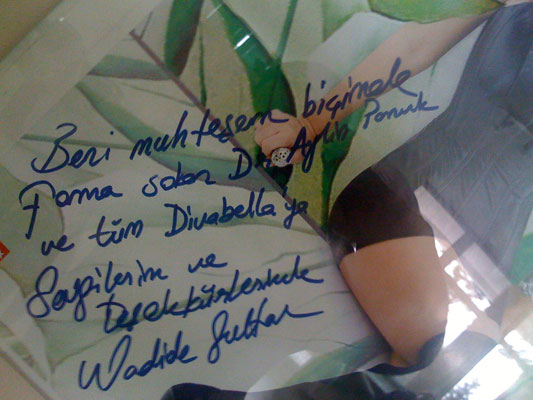 Beni muhteşem biçimde
Forma sokan Dr. Aylin Pamuk
ve tüm Divabella'ya
Sevgilerim ve
Teşekkürlerimle
Wadide Sultan